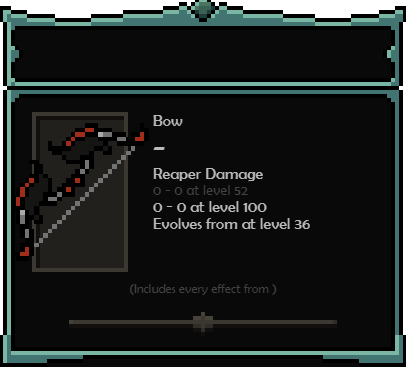 Bow
–
Reaper Damage
0 - 0 at level 52
0 - 0 at level 100
Evolves from at level 36
(Includes every effect from )